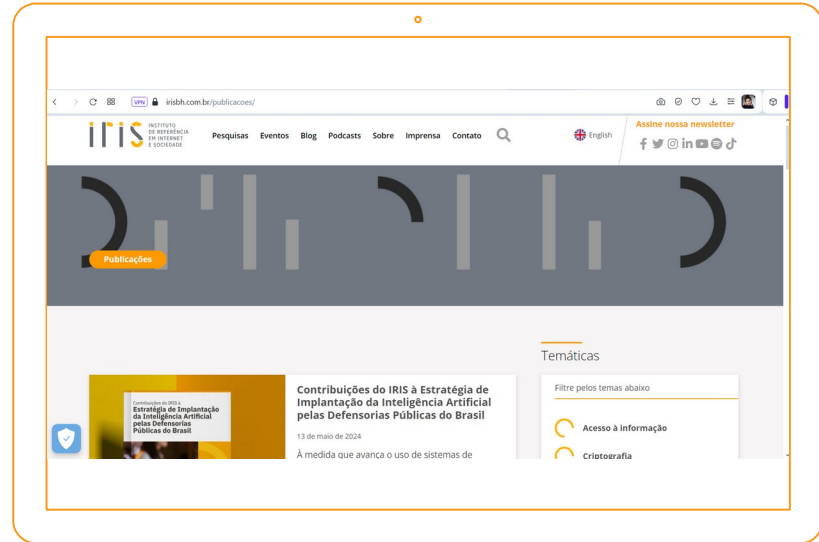 VPN irisbh.com.br/publicacoes/
iris
INSTITUTO
DE REFERÊNCIA
EM INTERNET
E SOCIEDADE
Pesquisas Eventos Blog Podcasts Sobre Imprensa Contato
English
Assine nossa newsletter
Publicações
Contribuições do IRIS à
Estratégia de Implantação
da Inteligência Artificial
pelas Defensorias
Públicas do Brasil
Contribuições do IRIS à Estratégia de
Implantação da Inteligência Artificial
pelas Defensorias Públicas do Brasil
13 de maio de 2024
À medida que avança o uso de sistemas de
Temáticas
Filtre pelos temas abaixo
Acesso à informação
Criptografia